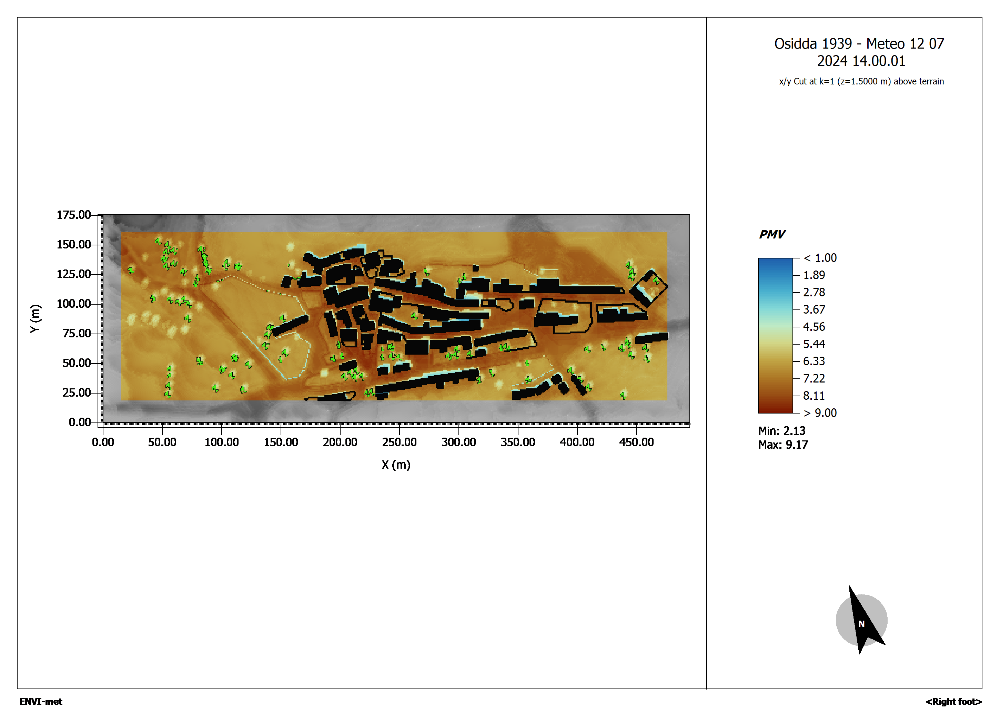 Osidda 1939 - Meteo 12 07
2024 14.00.01
x/y Cut at k=1 (z=1.5000 m) above terrain
175.00
150.00
125.00
100.00
75.00
50.00
25.00
0.00
Y (m)
0.00 50.00 100.00 150.00 200.00 250.00 300.00 350.00 400.00 450.00
X (m)
PMV
< 1.00
1.89
2.78
3.67
4.56
5.44
6.33
7.22
8.11
> 9.00
Min: 2.13
Max: 9.17
N
ENVI-met
<Right foot>